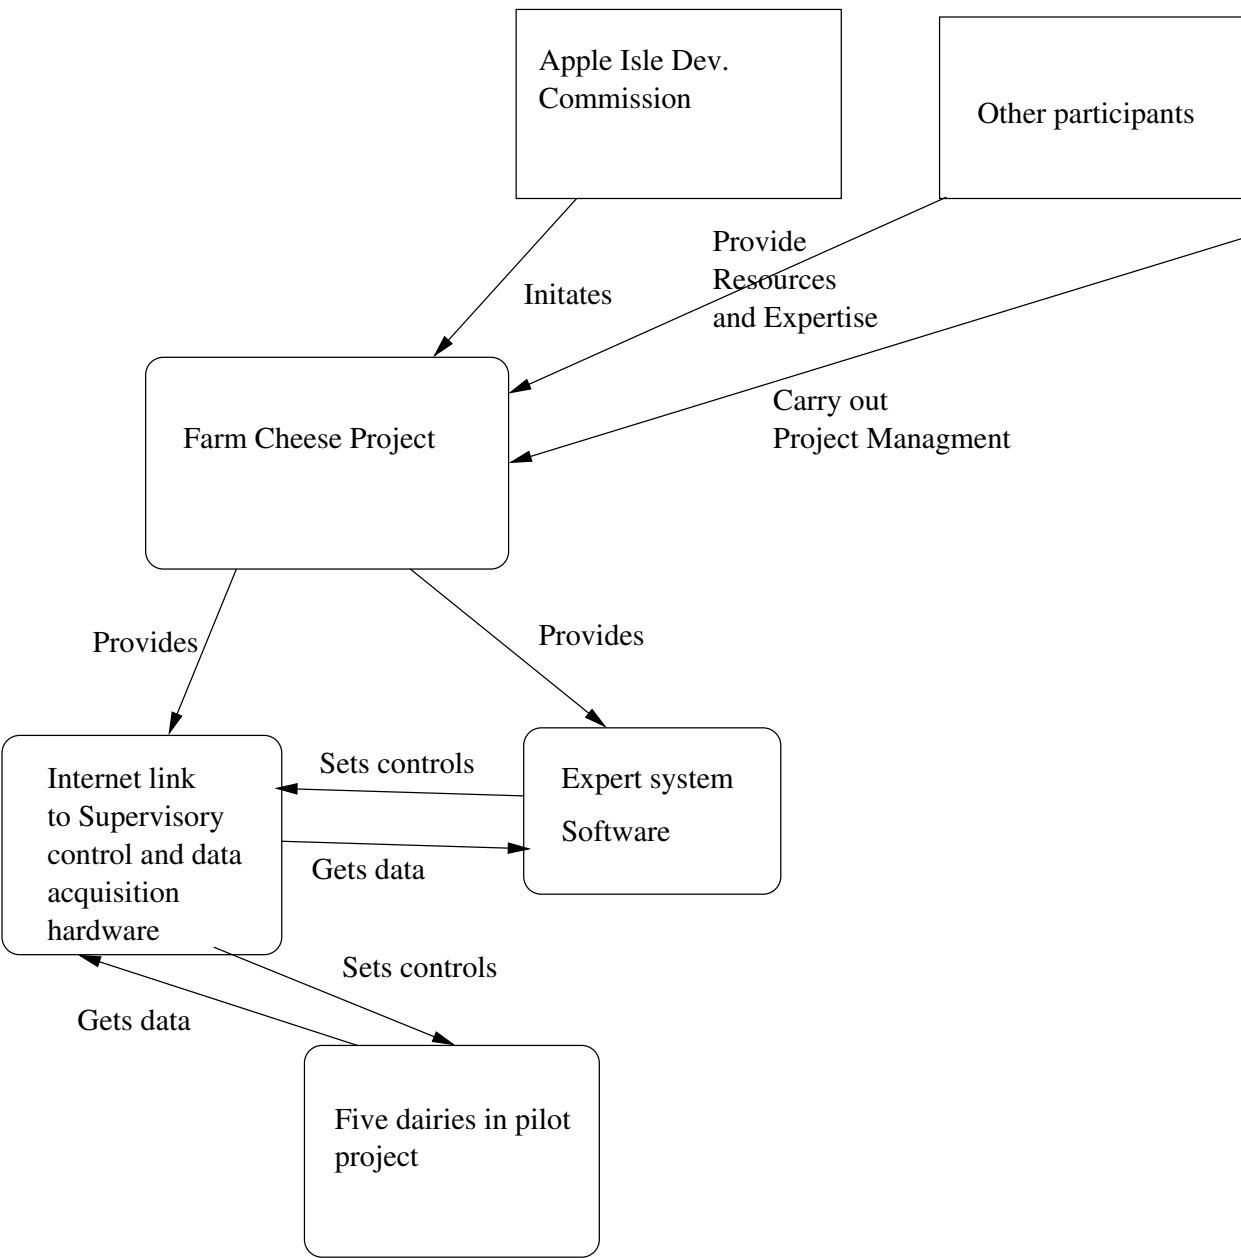 Apple Isle Dev.
Commission
Other participants
Provide
Resources
and Expertise
Initates
Carry out
Project Managment
Farm Cheese Project
Provides
Provides
Internet link
to Supervisory
control and data
acquisition
hardware
Sets controls
Gets data
Expert system
Software
Sets controls
Gets data
Five dairies in pilot
project